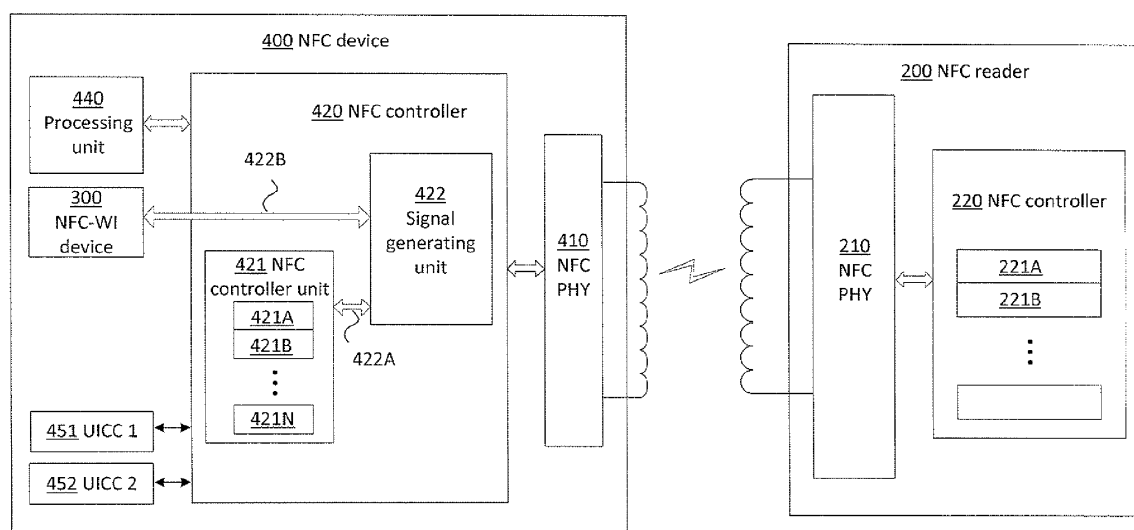 400 NFC device
440
Processing
unit
300
NFC-WI
device
420 NFC controller
422B
422
Signal
generating
unit
421 NFC
controller unit
421A
421B
421N
422A
451 UICC 1
452 UICC 2
410
NFC
PHY
200 NFC reader
210
NFC
PHY
220 NFC controller
221A
221B